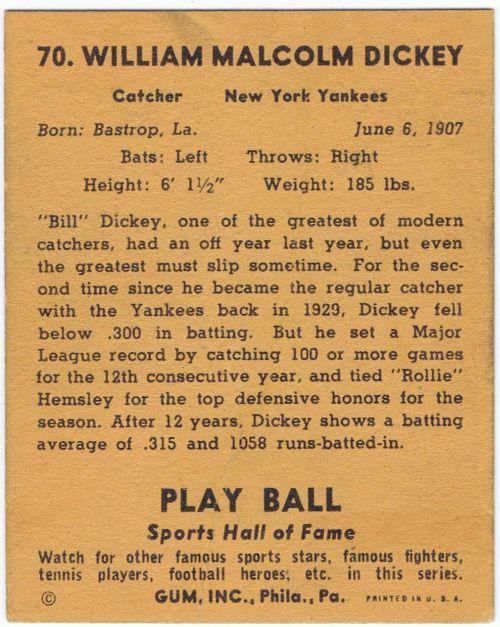 70. WILLIAM MALCOLM DICKEY
Catcher New York Yankees
Born: Bastrop, La. June 6, 1907
Bats: Left Throws: Right
Height: 6' 1½" Weight: 185 lbs.
"Bill" Dickey, one of the greatest of modern
catchers, had an off year last year, but even
the greatest must slip sometime. For the sec-
ond time since he became the regular catcher
with the Yankees back in 1929, Dickey fell
below .300 in batting. But he set a Major
League record by catching 100 or more games
for the 12th consecutive year, and tied "Rollie"
Hemsley for the top defensive honors for the
season. After 12 years, Dickey shows a batting
average of .315 and 1058 runs-batted-in.
PLAY BALL
Sports Hall of Fame
Watch for other famous sports stars, famous fighters,
tennis players, football heroes, etc. in this series.
© GUM, INC., Phila., Pa. PRINTED IN U. S. A.